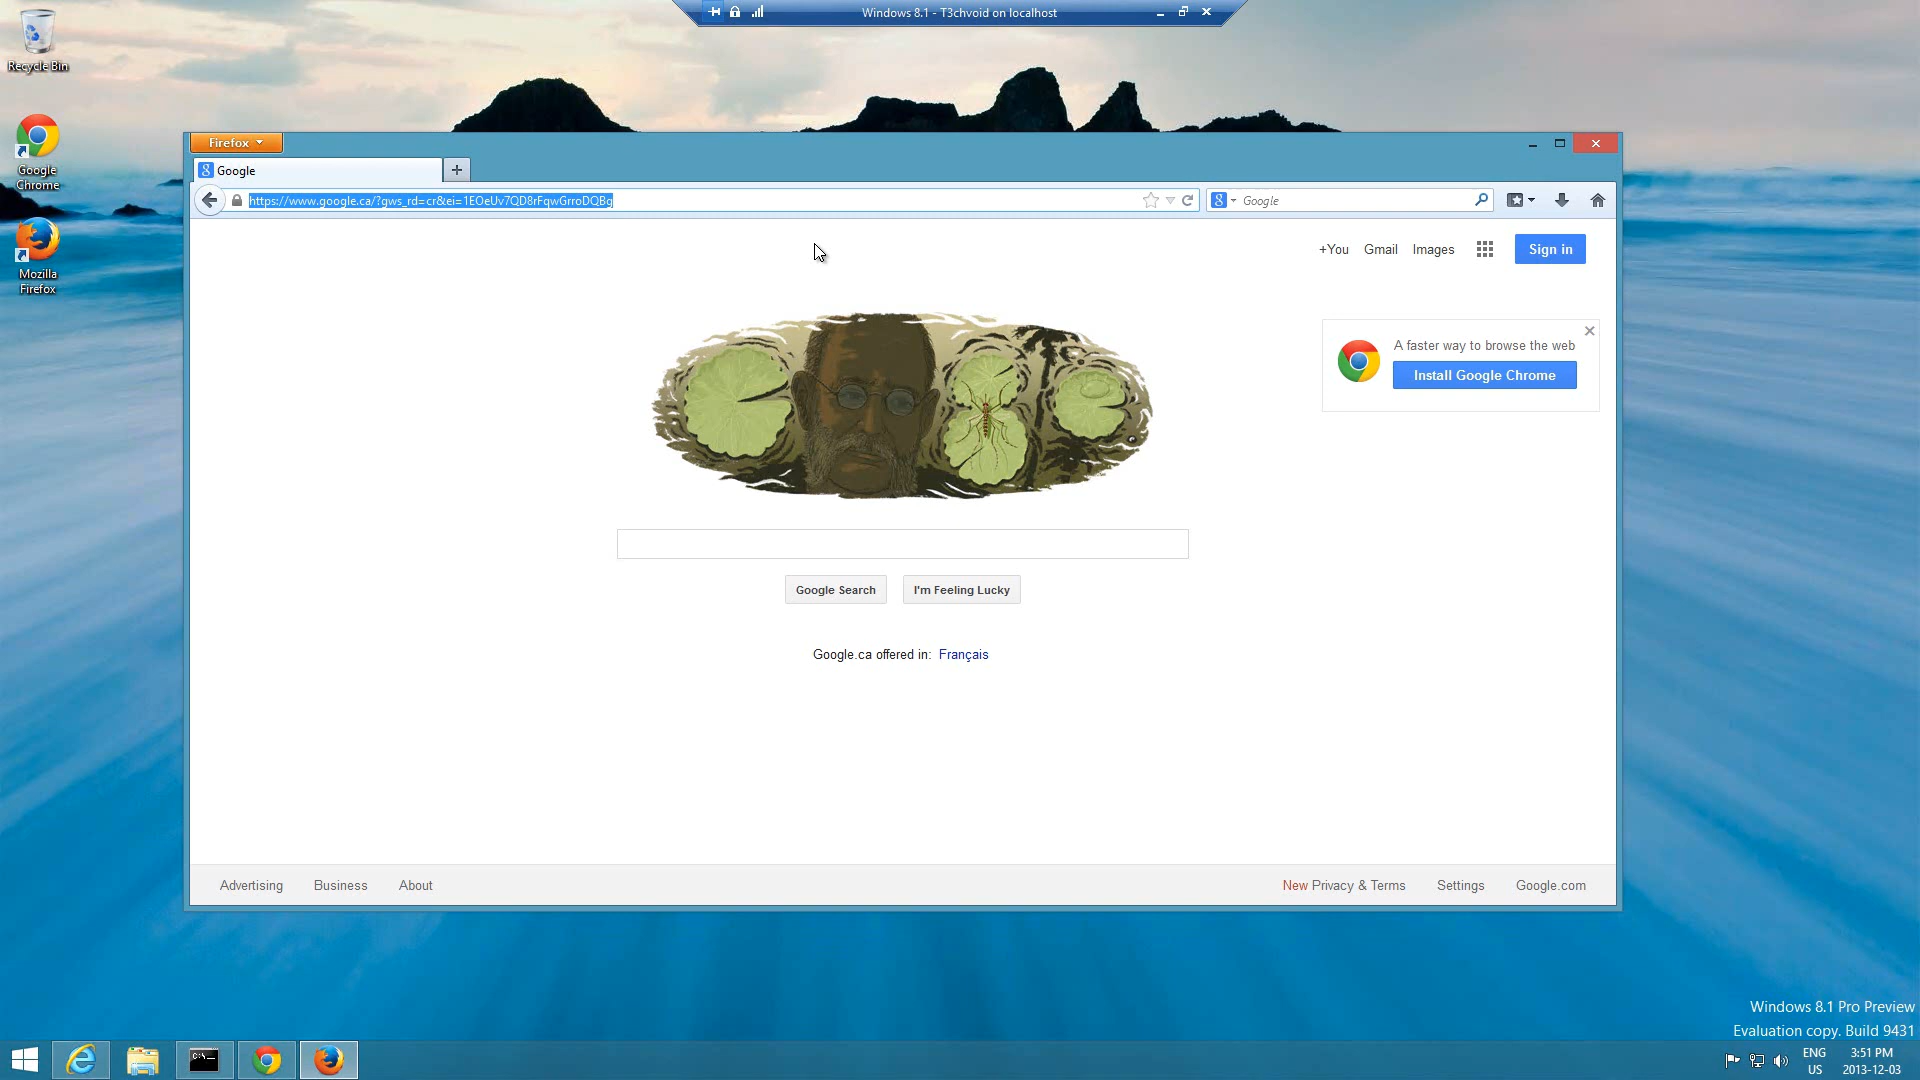 Windows 8.1 - T3chvoid on localhost
Recycle Bin
Google
Chrome
Mozilla
Firefox
Firefox
Google
https://www.google.ca/?gws_rd=cr&ei=1EOeUv7QD8rFqwGrroDQBg
Google
+You Gmail Images Sign in
A faster way to browse the web
Install Google Chrome
Google Search I'm Feeling Lucky
Google.ca offered in: Français
Advertising Business About New Privacy & Terms Settings Google.com
Windows 8.1 Pro Preview
Evaluation copy. Build 9431
C:\
ENG 3:51 PM
US 2013-12-03